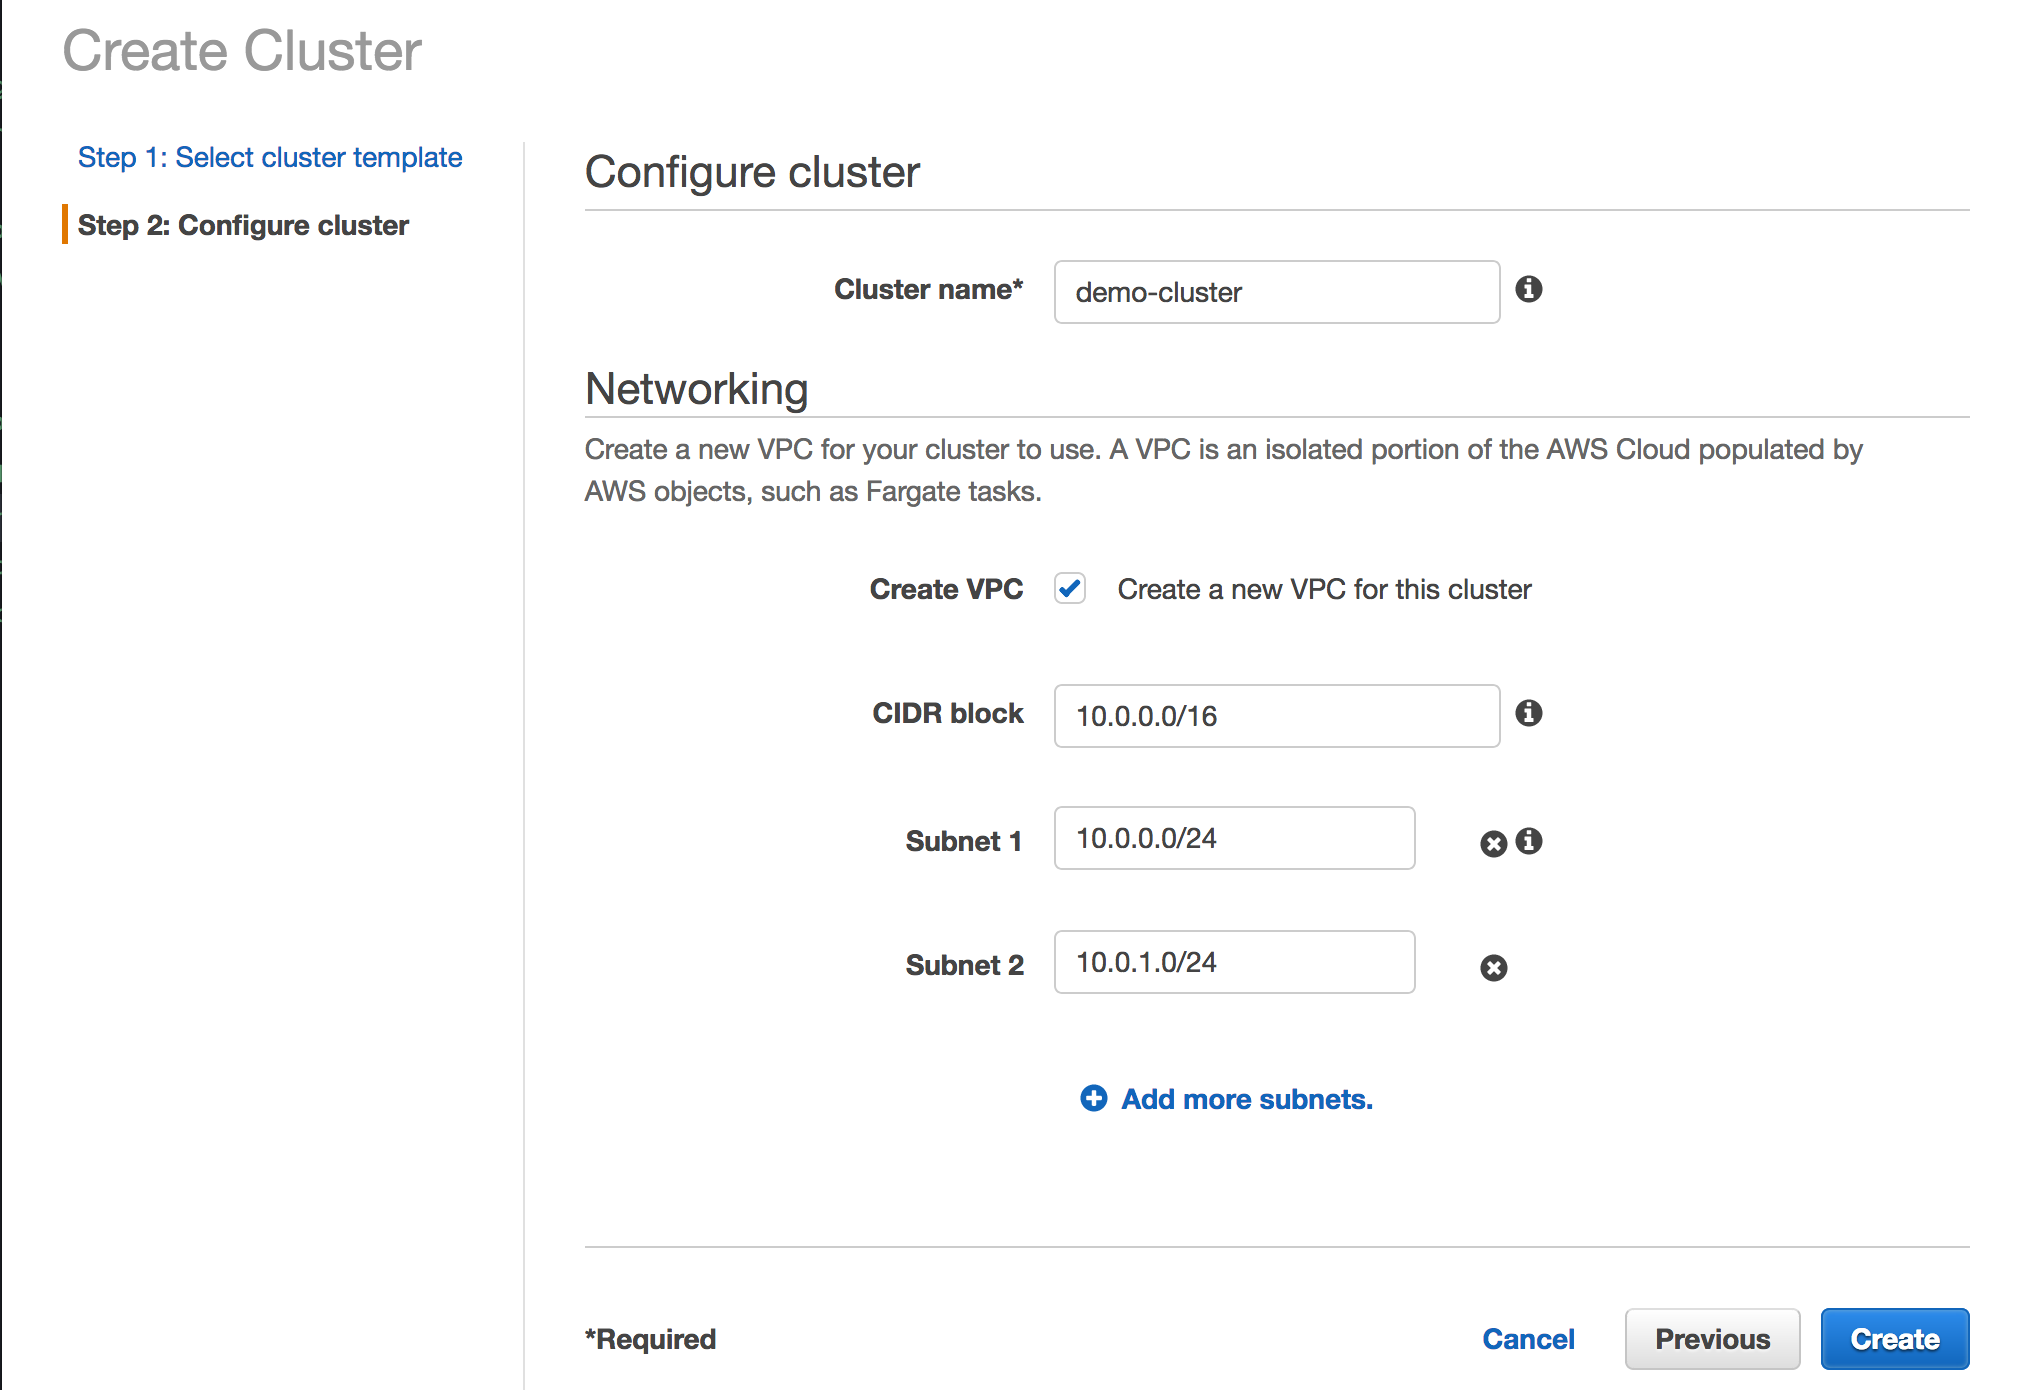 Create Cluster
Step 1: Select cluster template
Step 2: Configure cluster
Configure cluster
Cluster name* demo-cluster
Networking
Create a new VPC for your cluster to use. A VPC is an isolated portion of the AWS Cloud populated by
AWS objects, such as Fargate tasks.
Create VPC Create a new VPC for this cluster
CIDR block 10.0.0.0/16
Subnet 1 10.0.0.0/24
Subnet 2 10.0.1.0/24
Add more subnets.
*Required Cancel Previous Create